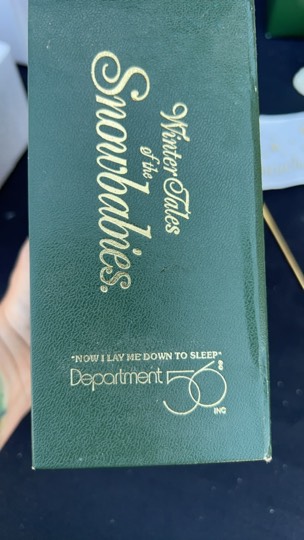 Winter Tales
of the
Snowbabies®
"NOW I LAY ME DOWN TO SLEEP"
Department 56®
INC